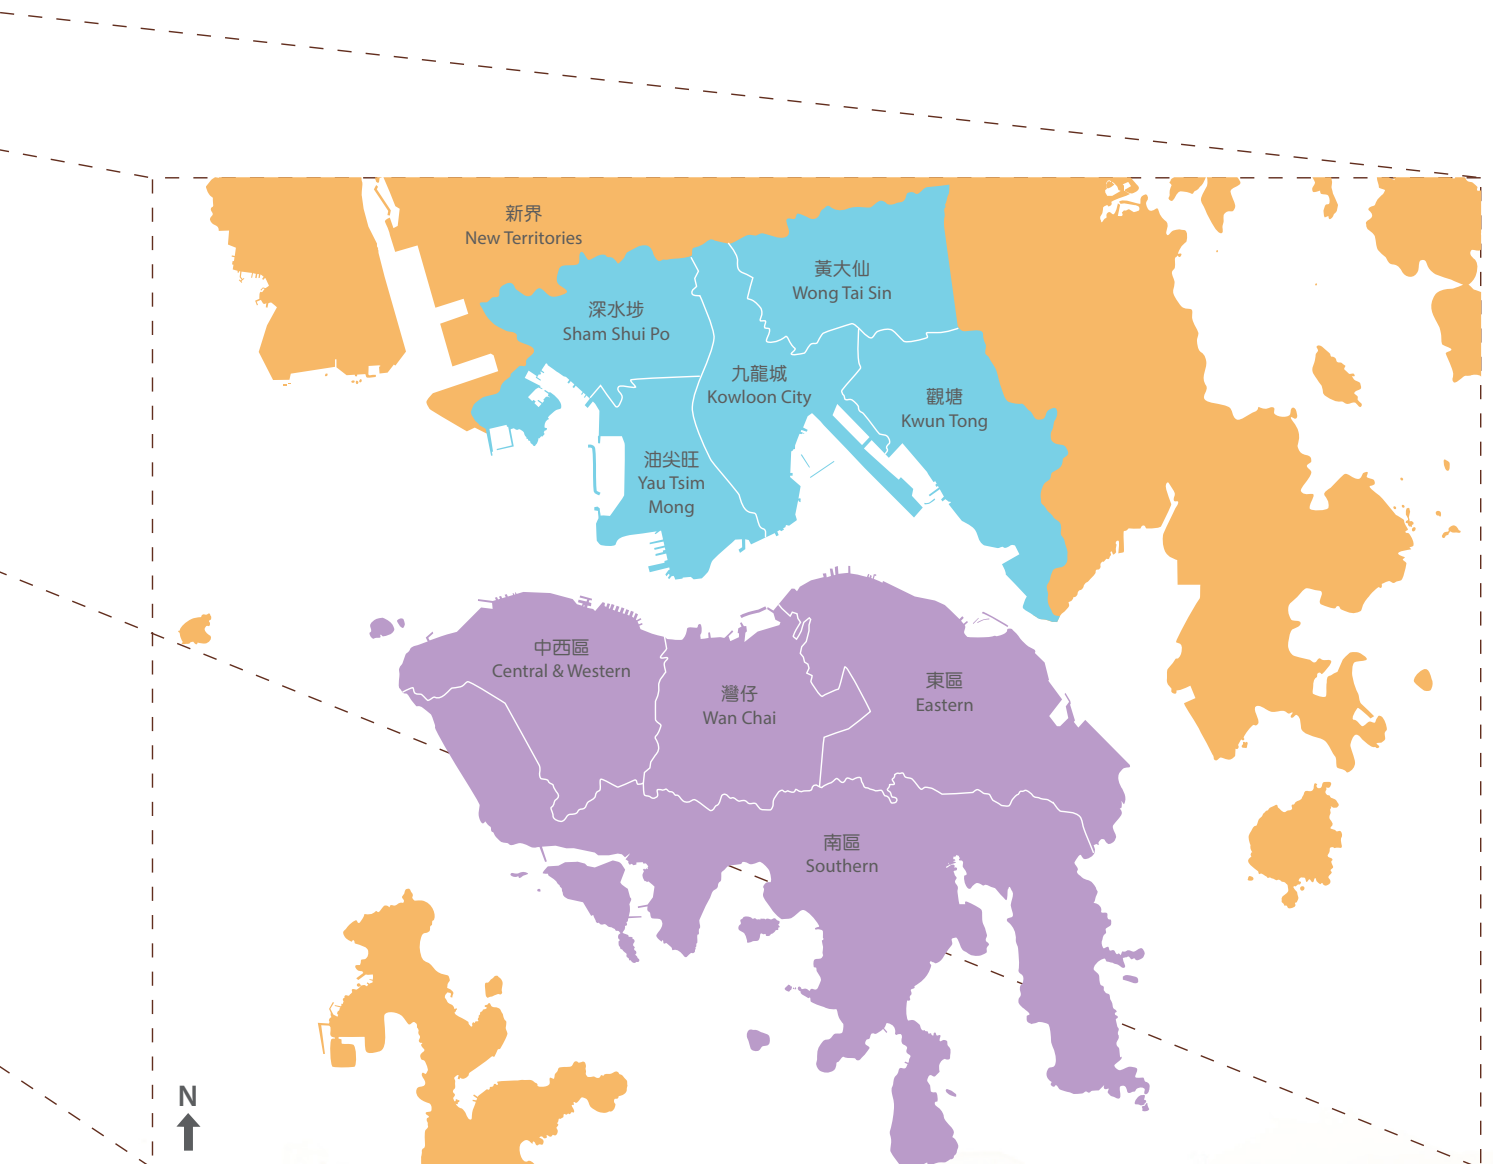 新界
New Territories
黃大仙
Wong Tai Sin
深水埗
Sham Shui Po
九龍城
Kowloon City
觀塘
Kwun Tong
油尖旺
Yau Tsim
Mong
中西區
Central & Western
灣仔
Wan Chai
東區
Eastern
南區
Southern
N